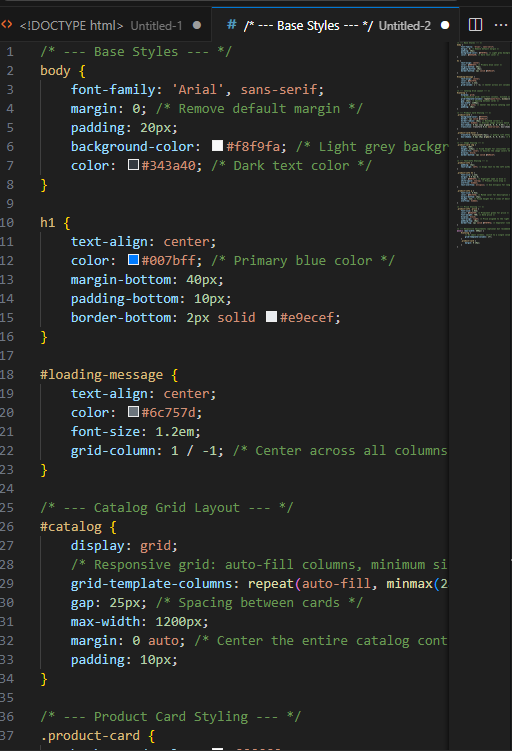 <!DOCTYPE html> Untitled-1
# /* --- Base Styles --- */ Untitled-2
1 /* --- Base Styles --- */
2 body {
3 font-family: 'Arial', sans-serif;
4 margin: 0; /* Remove default margin */
5 padding: 20px;
6 background-color: #f8f9fa; /* Light grey backgr
7 color: #343a40; /* Dark text color */
8 }
9
10 h1 {
11 text-align: center;
12 color: #007bff; /* Primary blue color */
13 margin-bottom: 40px;
14 padding-bottom: 10px;
15 border-bottom: 2px solid #e9ecef;
16 }
17
18 #loading-message {
19 text-align: center;
20 color: #6c757d;
21 font-size: 1.2em;
22 grid-column: 1 / -1; /* Center across all columns
23 }
24
25 /* --- Catalog Grid Layout --- */
26 #catalog {
27 display: grid;
28 /* Responsive grid: auto-fill columns, minimum si
29 grid-template-columns: repeat(auto-fill, minmax(2
30 gap: 25px; /* Spacing between cards */
31 max-width: 1200px;
32 margin: 0 auto; /* Center the entire catalog cont
33 padding: 10px;
34 }
35
36 /* --- Product Card Styling --- */
37 .product-card {